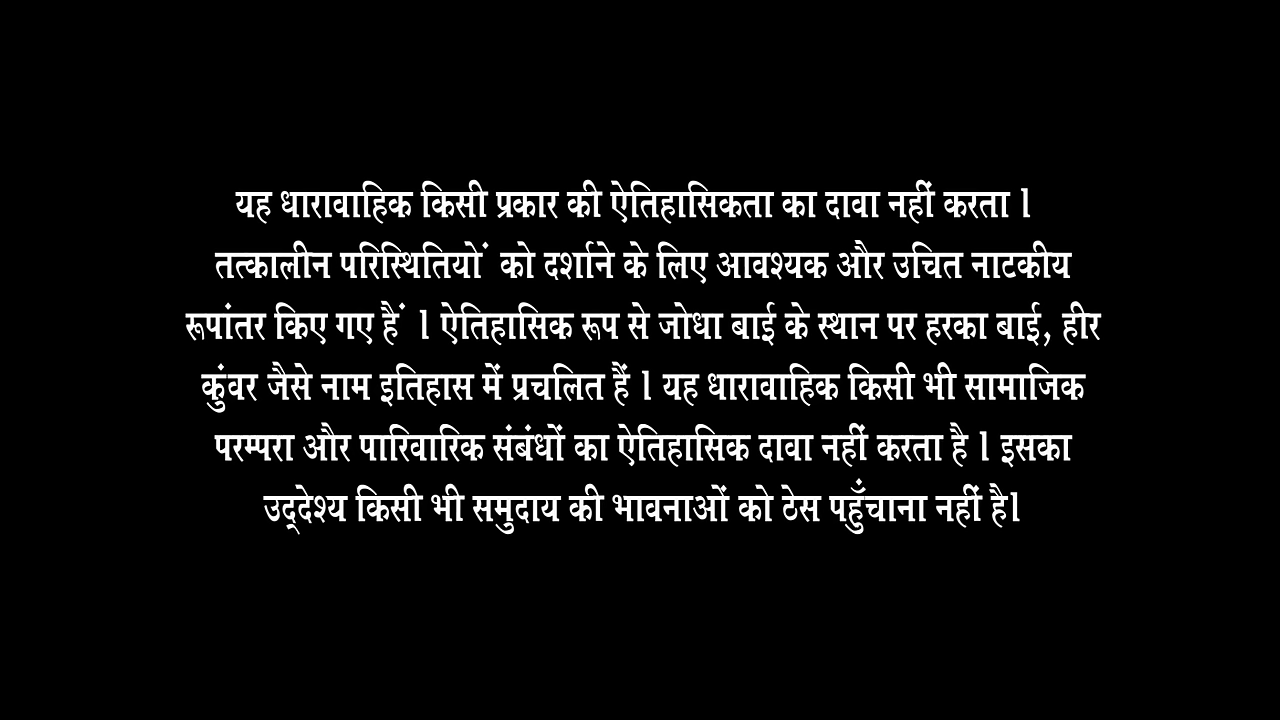 यह धारावाहिक किसी प्रकार की ऐतिहासिकता का दावा नहीं करता l
तत्कालीन परिस्थितियों को दर्शाने के लिए आवश्यक और उचित नाटकीय
रूपांतर किए गए हैं l ऐतिहासिक रूप से जोधा बाई के स्थान पर हरका बाई, हीर
कुंवर जैसे नाम इतिहास में प्रचलित हैं l यह धारावाहिक किसी भी सामाजिक
परम्परा और पारिवारिक संबंधों का ऐतिहासिक दावा नहीं करता है l इसका
उद्‌देश्य किसी भी समुदाय की भावनाओं को ठेस पहुँचाना नहीं है।